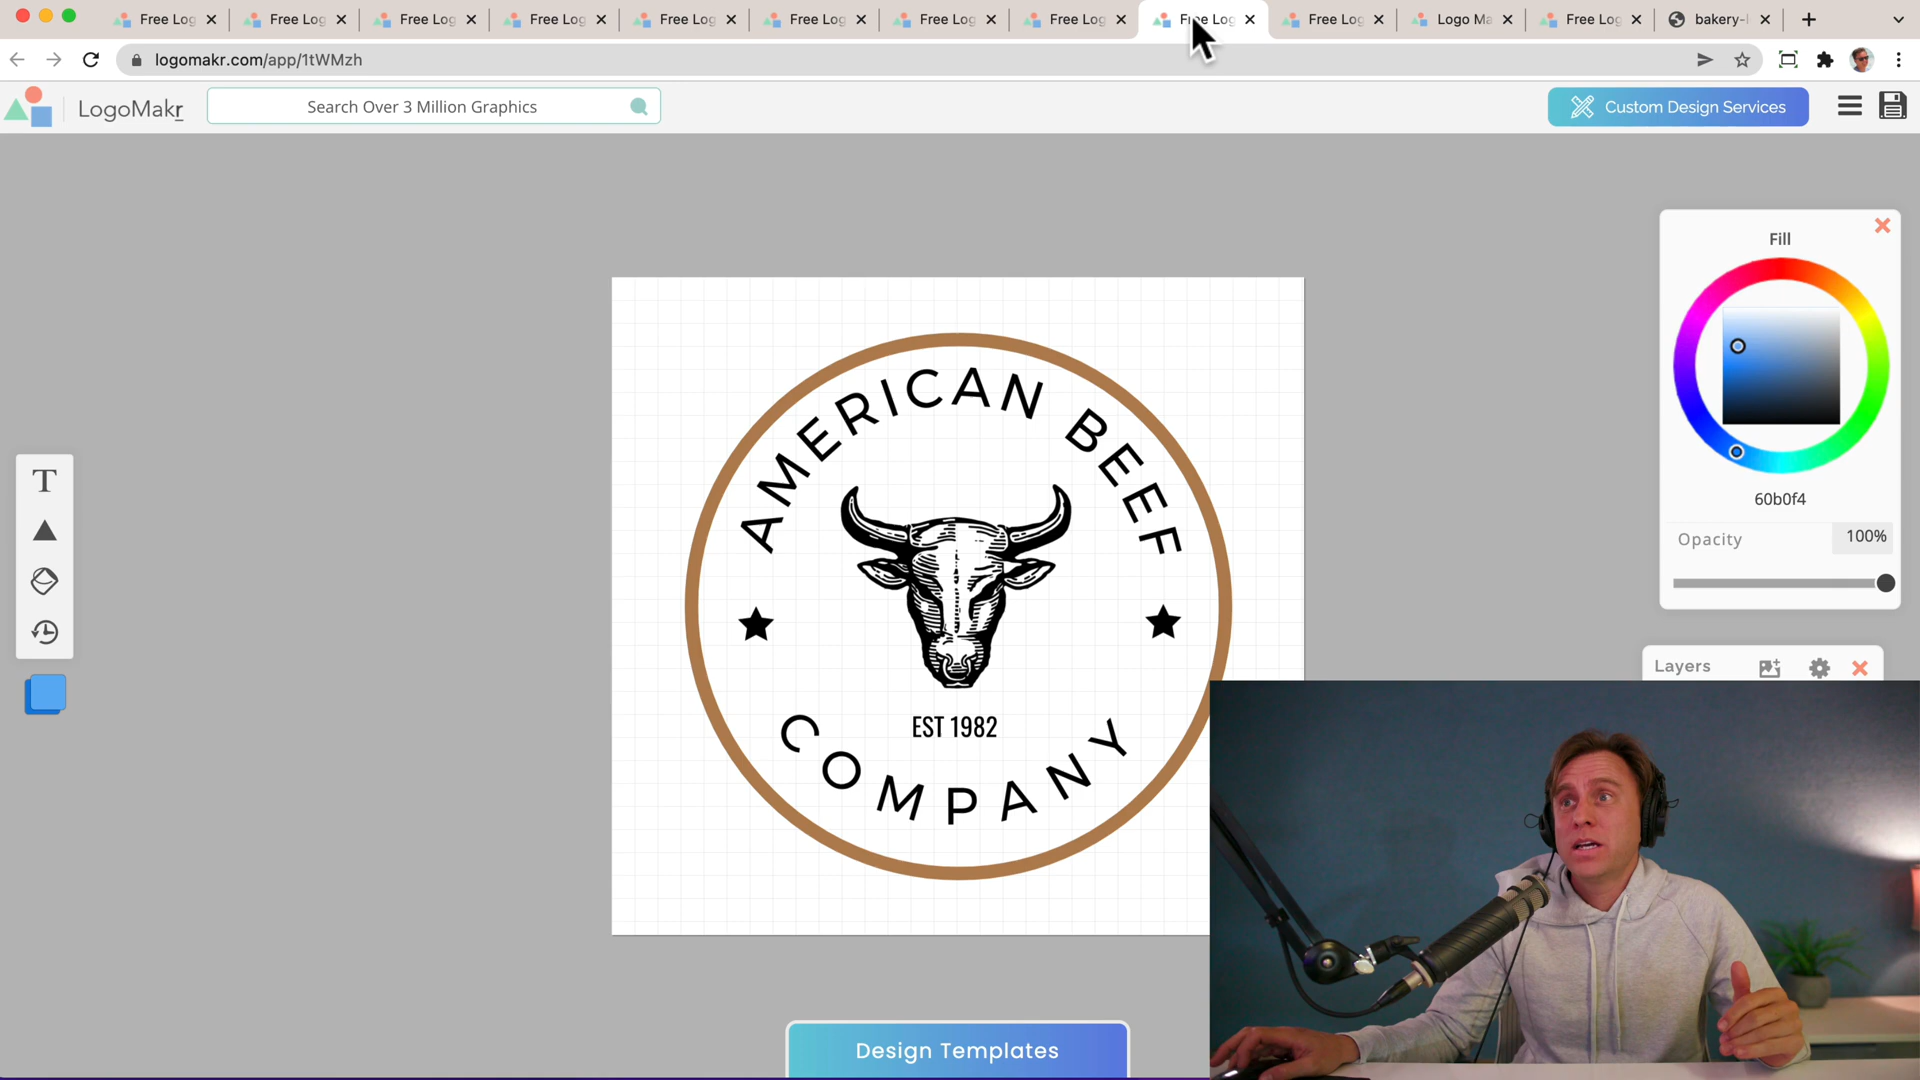 Free Log
Free Log
Free Log
Free Log
Free Log
Free Log
Free Log
Free Log
Free Log
Free Log
Logo Ma
Free Log
bakery-
logomakr.com/app/1tWMzh
LogoMakr
Search Over 3 Million Graphics
Custom Design Services
Fill
60b0f4
Opacity
100%
Layers
T
AMERICAN BEEF
EST 1982
COMPANY
Design Templates